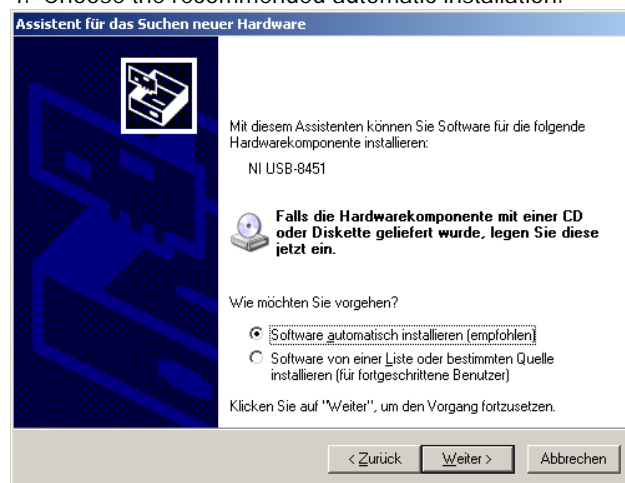 1. Choose the recommended automatic installation.
Assistent für das Suchen neuer Hardware
Mit diesem Assistenten können Sie Software für die folgende
Hardwarekomponente installieren:
NI USB-8451
Falls die Hardwarekomponente mit einer CD
oder Diskette geliefert wurde, legen Sie diese
jetzt ein.
Wie möchten Sie vorgehen?
Software automatisch installieren (empfohlen)
Software von einer Liste oder bestimmten Quelle
installieren (für fortgeschrittene Benutzer)
Klicken Sie auf "Weiter", um den Vorgang fortzusetzen.
< Zurück Weiter > Abbrechen